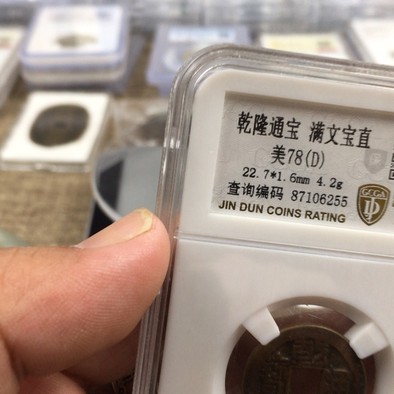 乾隆通宝 满文宝直
美78(D)
22.7*1.6mm 4.2g
查询编码 87106255
JIN DUN COINS RATING